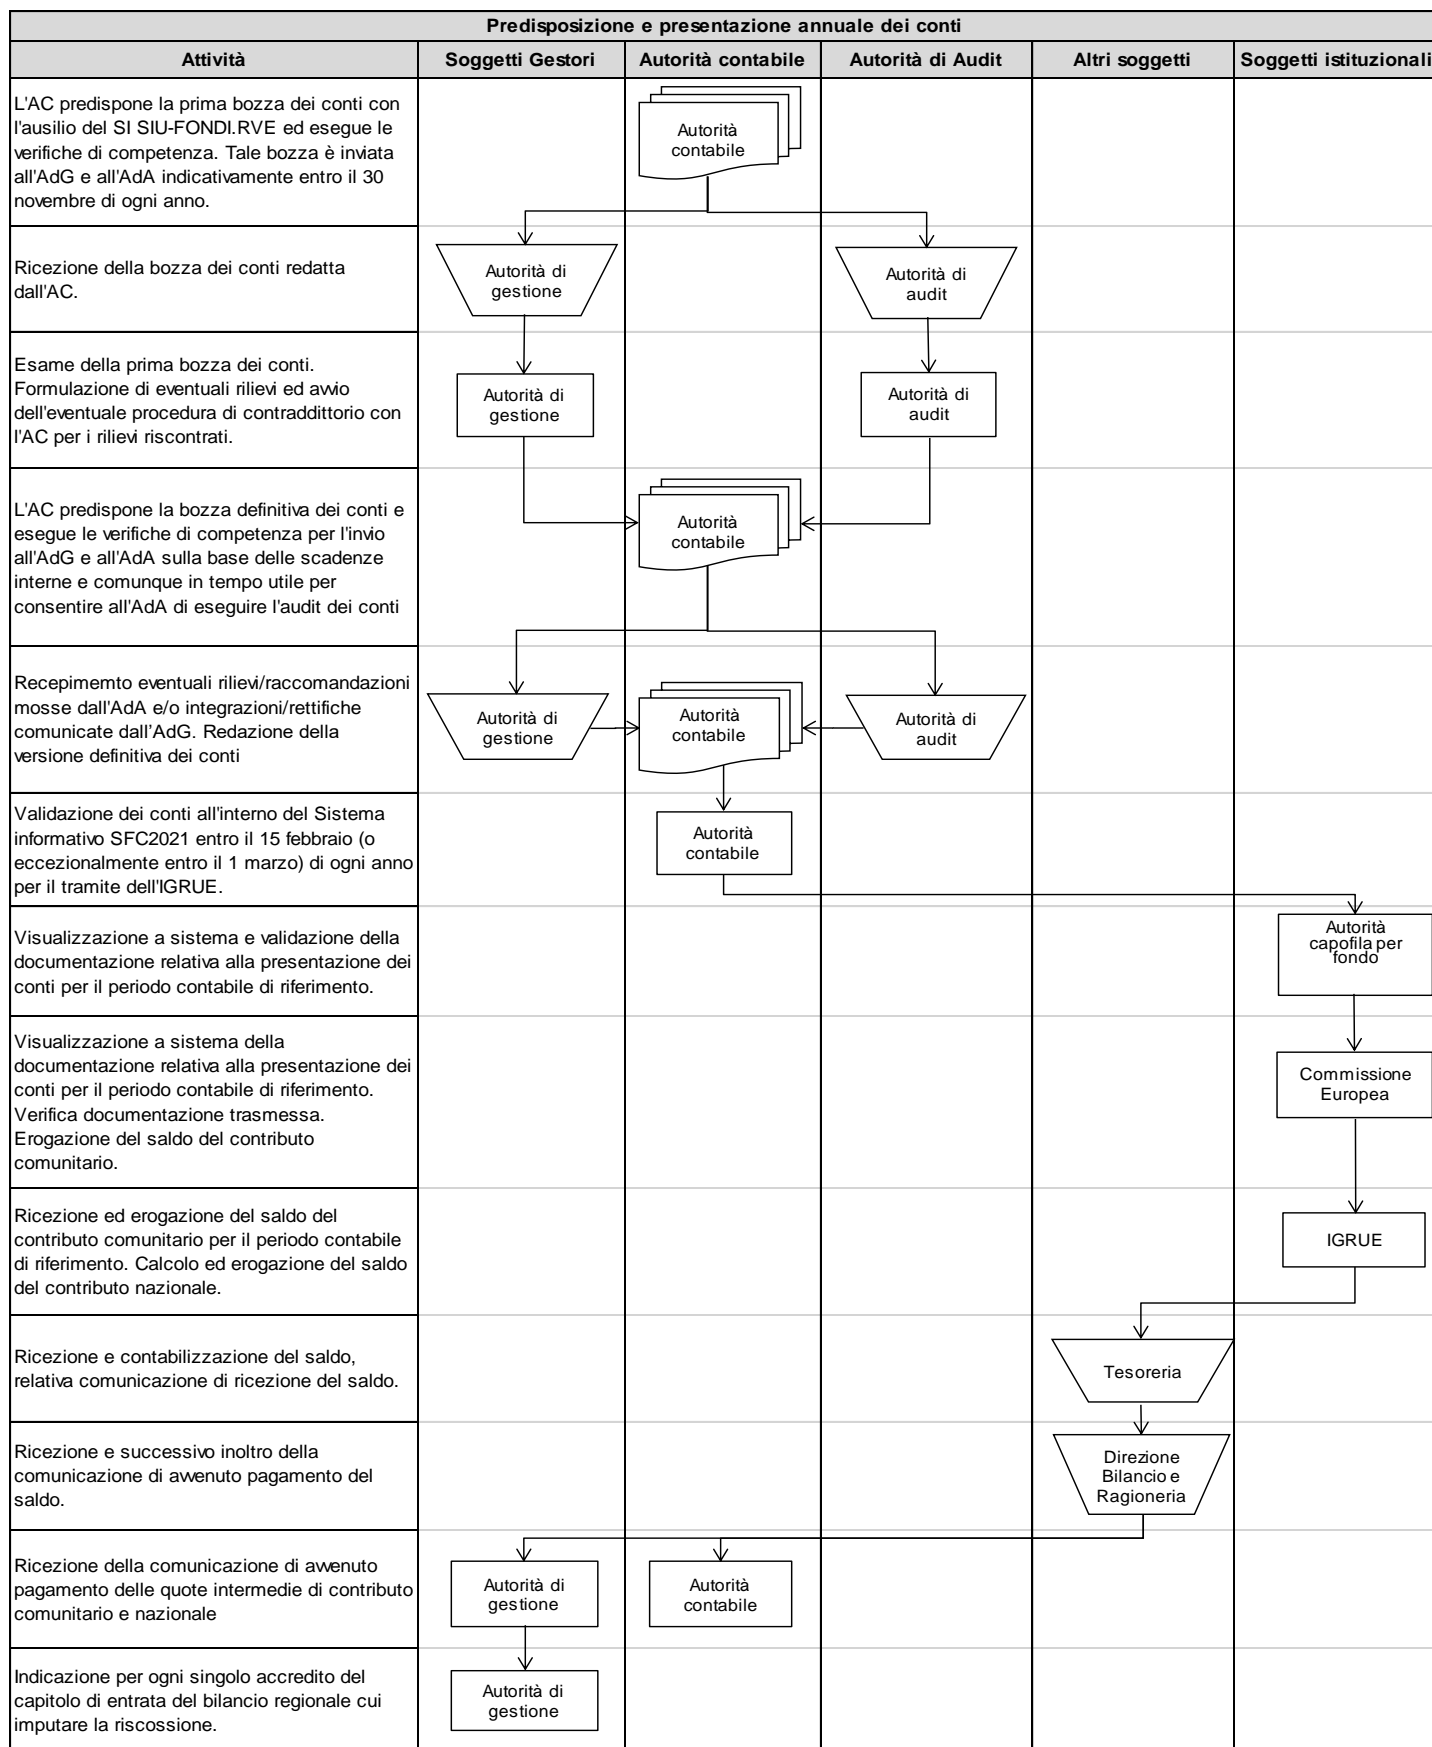 Predisposizione e presentazione annuale dei conti
Attività
Soggetti Gestori
Autorità contabile
Autorità di Audit
Altri soggetti
Soggetti istituzionali
L'AC predispone la prima bozza dei conti con
l'ausilio del SI SIU-FONDI.RVE ed esegue le
verifiche di competenza. Tale bozza è inviata
all'AdG e all'AdA indicativamente entro il 30
novembre di ogni anno.
Autorità
contabile
Ricezione della bozza dei conti redatta
dall'AC.
Autorità di
gestione
Autorità di
audit
Esame della prima bozza dei conti.
Formulazione di eventuali rilievi ed avvio
dell'eventuale procedura di contraddittorio con
l'AC per i rilievi riscontrati.
Autorità di
gestione
Autorità di
audit
L'AC predispone la bozza definitiva dei conti e
esegue le verifiche di competenza per l'invio
all'AdG e all'AdA sulla base delle scadenze
interne e comunque in tempo utile per
consentire all'AdA di eseguire l'audit dei conti
Autorità
contabile
Recepimemto eventuali rilievi/raccomandazioni
mosse dall'AdA e/o integrazioni/rettifiche
comunicate dall'AdG. Redazione della
versione definitiva dei conti
Autorità di
gestione
Autorità
contabile
Autorità di
audit
Validazione dei conti all'interno del Sistema
informativo SFC2021 entro il 15 febbraio (o
eccezionalmente entro il 1 marzo) di ogni anno
per il tramite dell'IGRUE.
Autorità
contabile
Visualizzazione a sistema e validazione della
documentazione relativa alla presentazione dei
conti per il periodo contabile di riferimento.
Autorità
capofila per
fondo
Visualizzazione a sistema della
documentazione relativa alla presentazione dei
conti per il periodo contabile di riferimento.
Verifica documentazione trasmessa.
Erogazione del saldo del contributo
comunitario.
Commissione
Europea
Ricezione ed erogazione del saldo del
contributo comunitario per il periodo contabile
di riferimento. Calcolo ed erogazione del saldo
del contributo nazionale.
IGRUE
Ricezione e contabilizzazione del saldo,
relativa comunicazione di ricezione del saldo.
Tesoreria
Ricezione e successivo inoltro della
comunicazione di avvenuto pagamento del
saldo.
Direzione
Bilancio e
Ragioneria
Ricezione della comunicazione di avvenuto
pagamento delle quote intermedie di contributo
comunitario e nazionale
Autorità di
gestione
Autorità
contabile
Indicazione per ogni singolo accredito del
capitolo di entrata del bilancio regionale cui
imputare la riscossione.
Autorità di
gestione